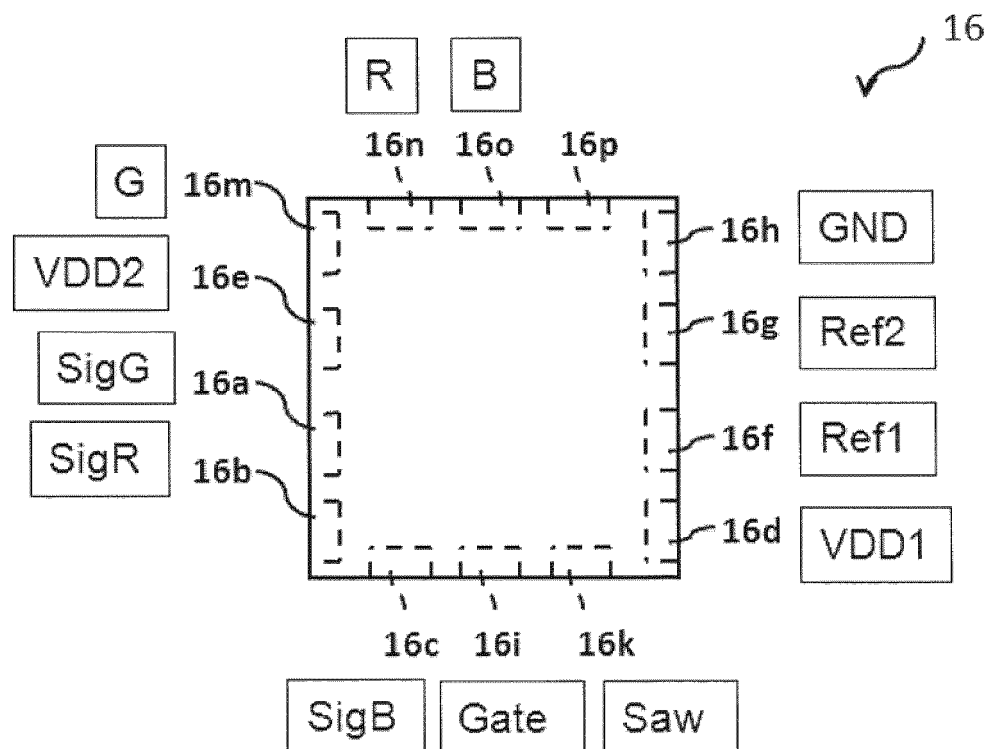 16
R B
16n 16o 16p
G 16m
16h GND
VDD2 16e
16g Ref2
SigG 16a
16f Ref1
SigR 16b
16d VDD1
16c 16i 16k
SigB Gate Saw